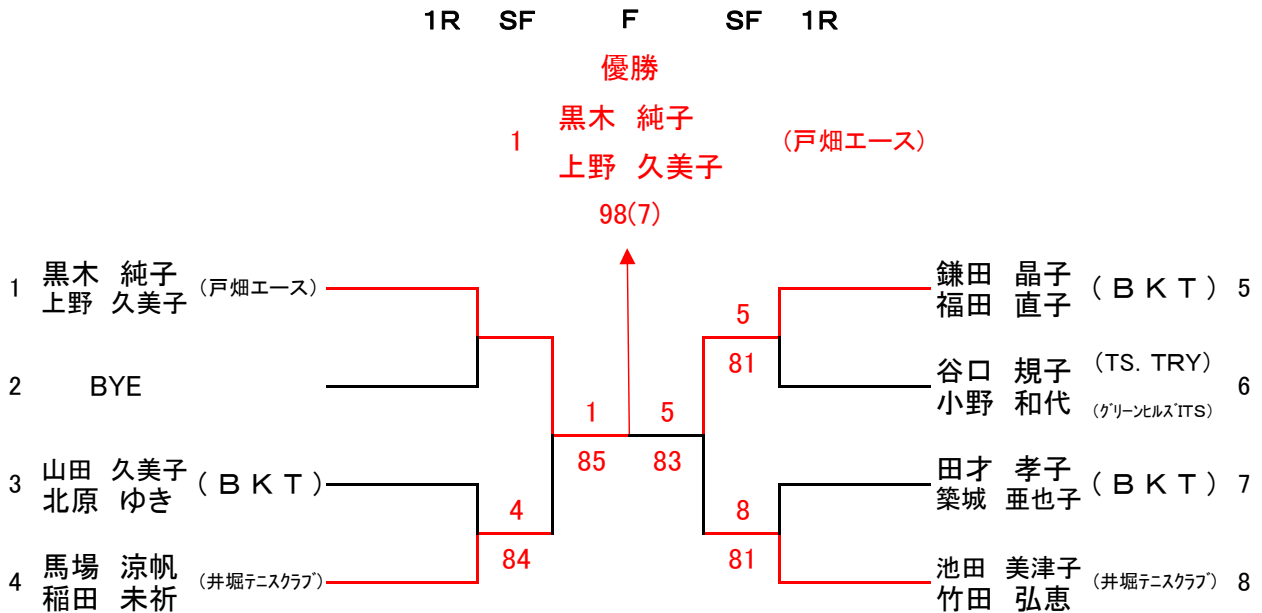 1R SF F SF 1R
優勝
黒木 純子
1 (戸畑エース)
上野 久美子
98(7)
1 黒木 純子 (戸畑エース)
上野 久美子
2 BYE
3 山田 久美子 (BKT)
北原 ゆき
4 馬場 涼帆 (井堀テニスクラブ)
稲田 未祈
4
84
1
85
5
83
5
81
8
81
鎌田 晶子 (BKT) 5
福田 直子
谷口 規子 (TS. TRY) 6
小野 和代 (グリーンヒルズITS)
田才 孝子 (BKT) 7
築城 亜也子
池田 美津子 (井堀テニスクラブ) 8
竹田 弘恵